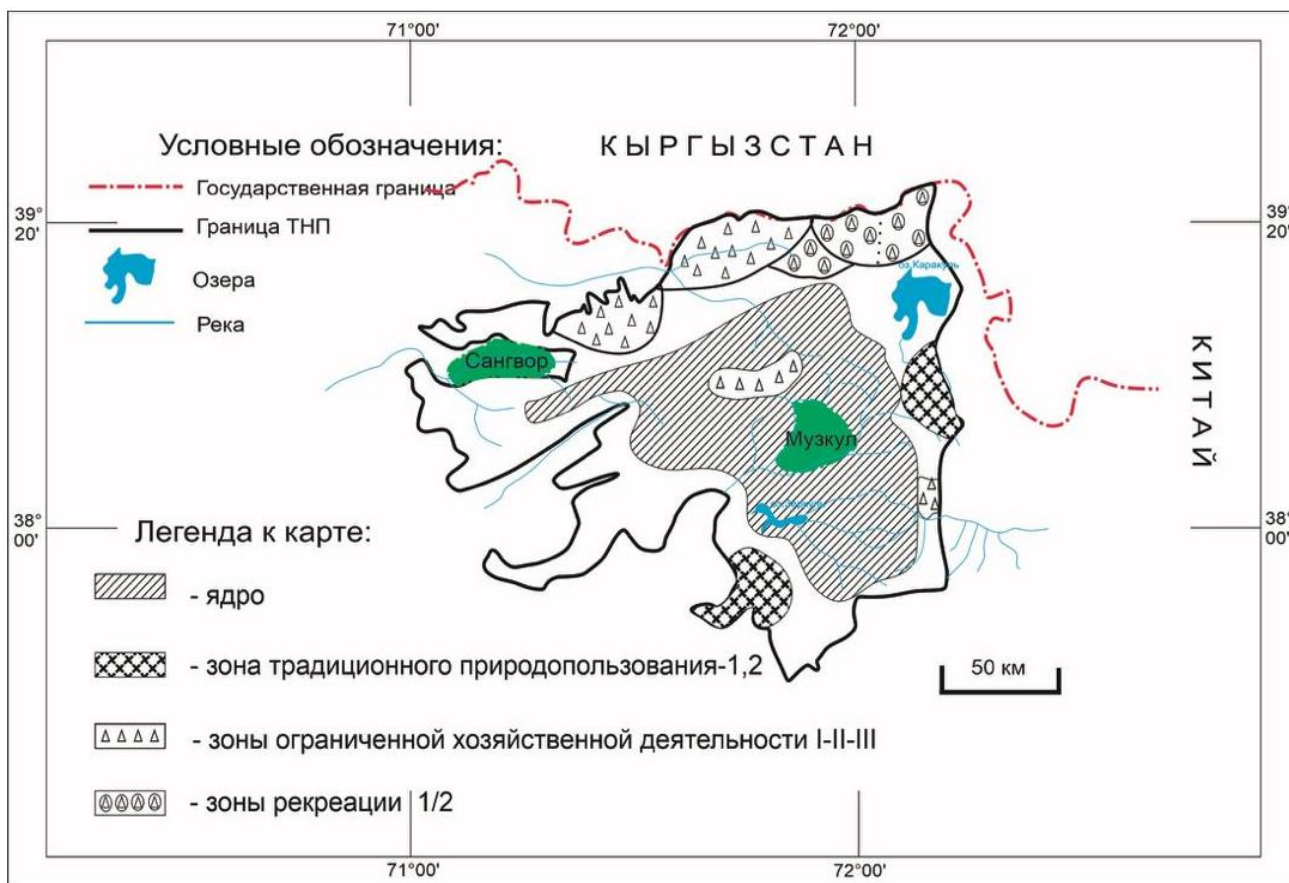 71°00'
72°00'
Условные обозначения:
КЫРГЫЗСТАН
Государственная граница
39°
20'
Граница ТНП
39°
20'
оз.Каракуль
Озера
Река
Сангвор
КИТАЙ
Музкул
38°
00'
Легенда к карте:
38°
00'
- ядро
- зона традиционного природопользования-1,2
50 км
- зоны ограниченной хозяйственной деятельности I-II-III
- зоны рекреации 1/2
71°00'
72°00'